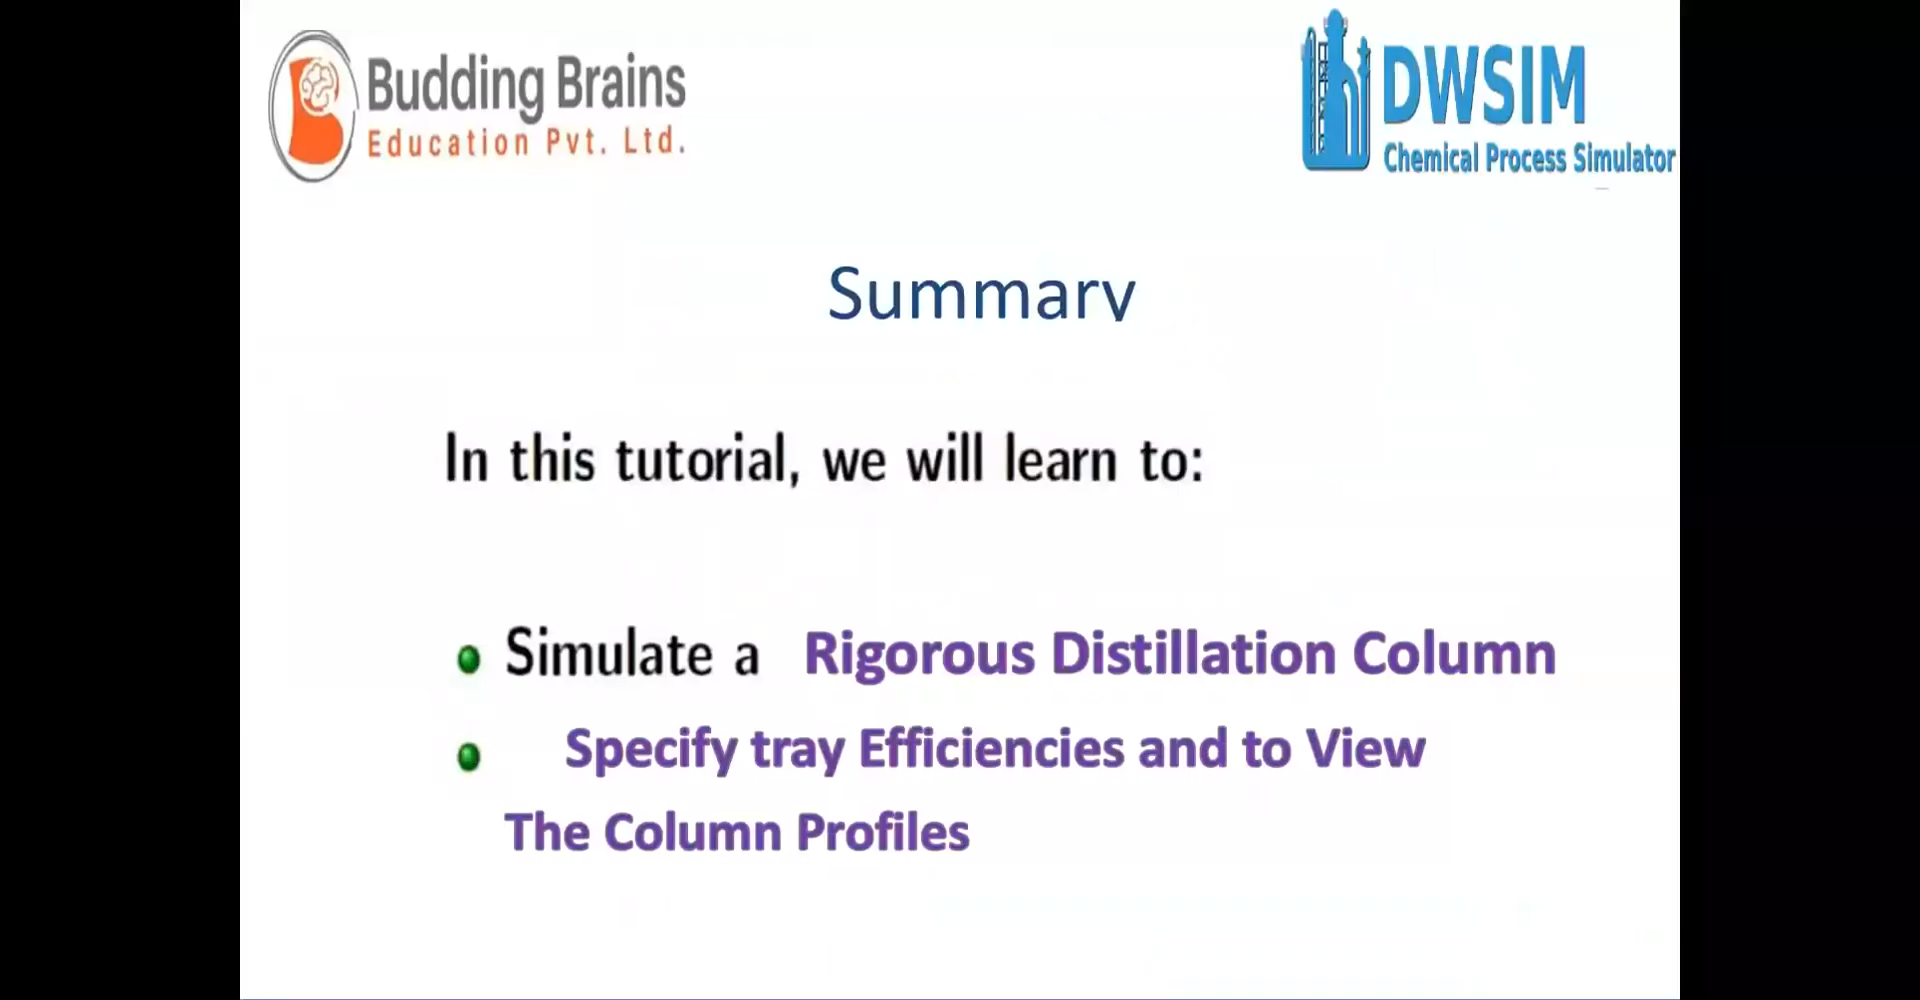 Budding Brains
Education Pvt. Ltd.
DWSIM
Chemical Process Simulator
Summary
In this tutorial, we will learn to:
Simulate a Rigorous Distillation Column
Specify tray Efficiencies and to View
The Column Profiles